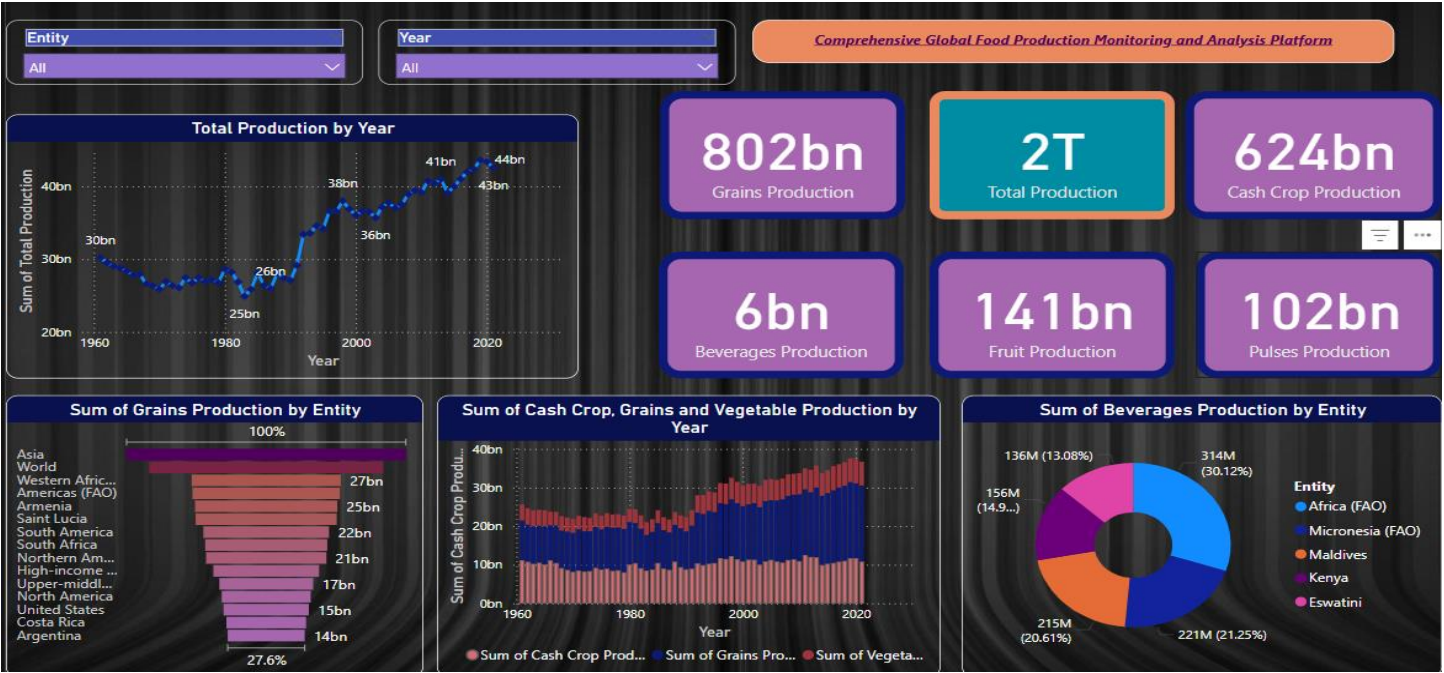 Entity
All
Year
All
Comprehensive Global Food Production Monitoring and Analysis Platform
802bn
Grains Production
2T
Total Production
624bn
Cash Crop Production
6bn
Beverages Production
141bn
Fruit Production
102bn
Pulses Production
Total Production by Year
Sum of Total Production
40bn
30bn
20bn
30bn
25bn
26bn
38bn
36bn
41bn
44bn
43bn
1960
1980
2000
2020
Year
Sum of Grains Production by Entity
100%
Asia
World
Western Afric...
27bn
Americas (FAO)
Armenia
25bn
Saint Lucia
South America
22bn
South Africa
Northern Am...
21bn
High-income ...
Upper-middl...
17bn
North America
United States
15bn
Costa Rica
Argentina
14bn
27.6%
Sum of Cash Crop, Grains and Vegetable Production by
Year
Sum of Cash Crop Produ...
40bn
30bn
20bn
10bn
0bn
1960
1980
2000
2020
Year
Sum of Cash Crop Prod...
Sum of Grains Pro...
Sum of Vegeta...
Sum of Beverages Production by Entity
136M (13.08%)
314M
(30.12%)
156M
(14.9...)
215M
(20.61%)
221M (21.25%)
Entity
Africa (FAO)
Micronesia (FAO)
Maldives
Kenya
Eswatini